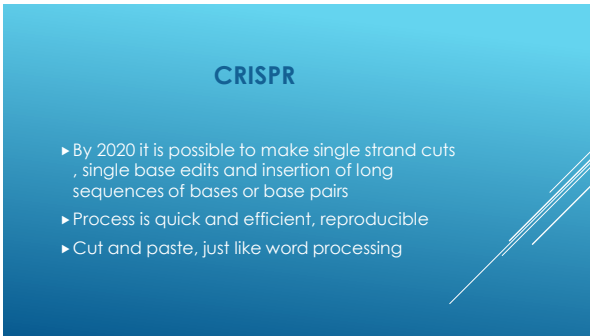 CRISPR
By 2020 it is possible to make single strand cuts
, single base edits and insertion of long
sequences of bases or base pairs
Process is quick and efficient, reproducible
Cut and paste, just like word processing